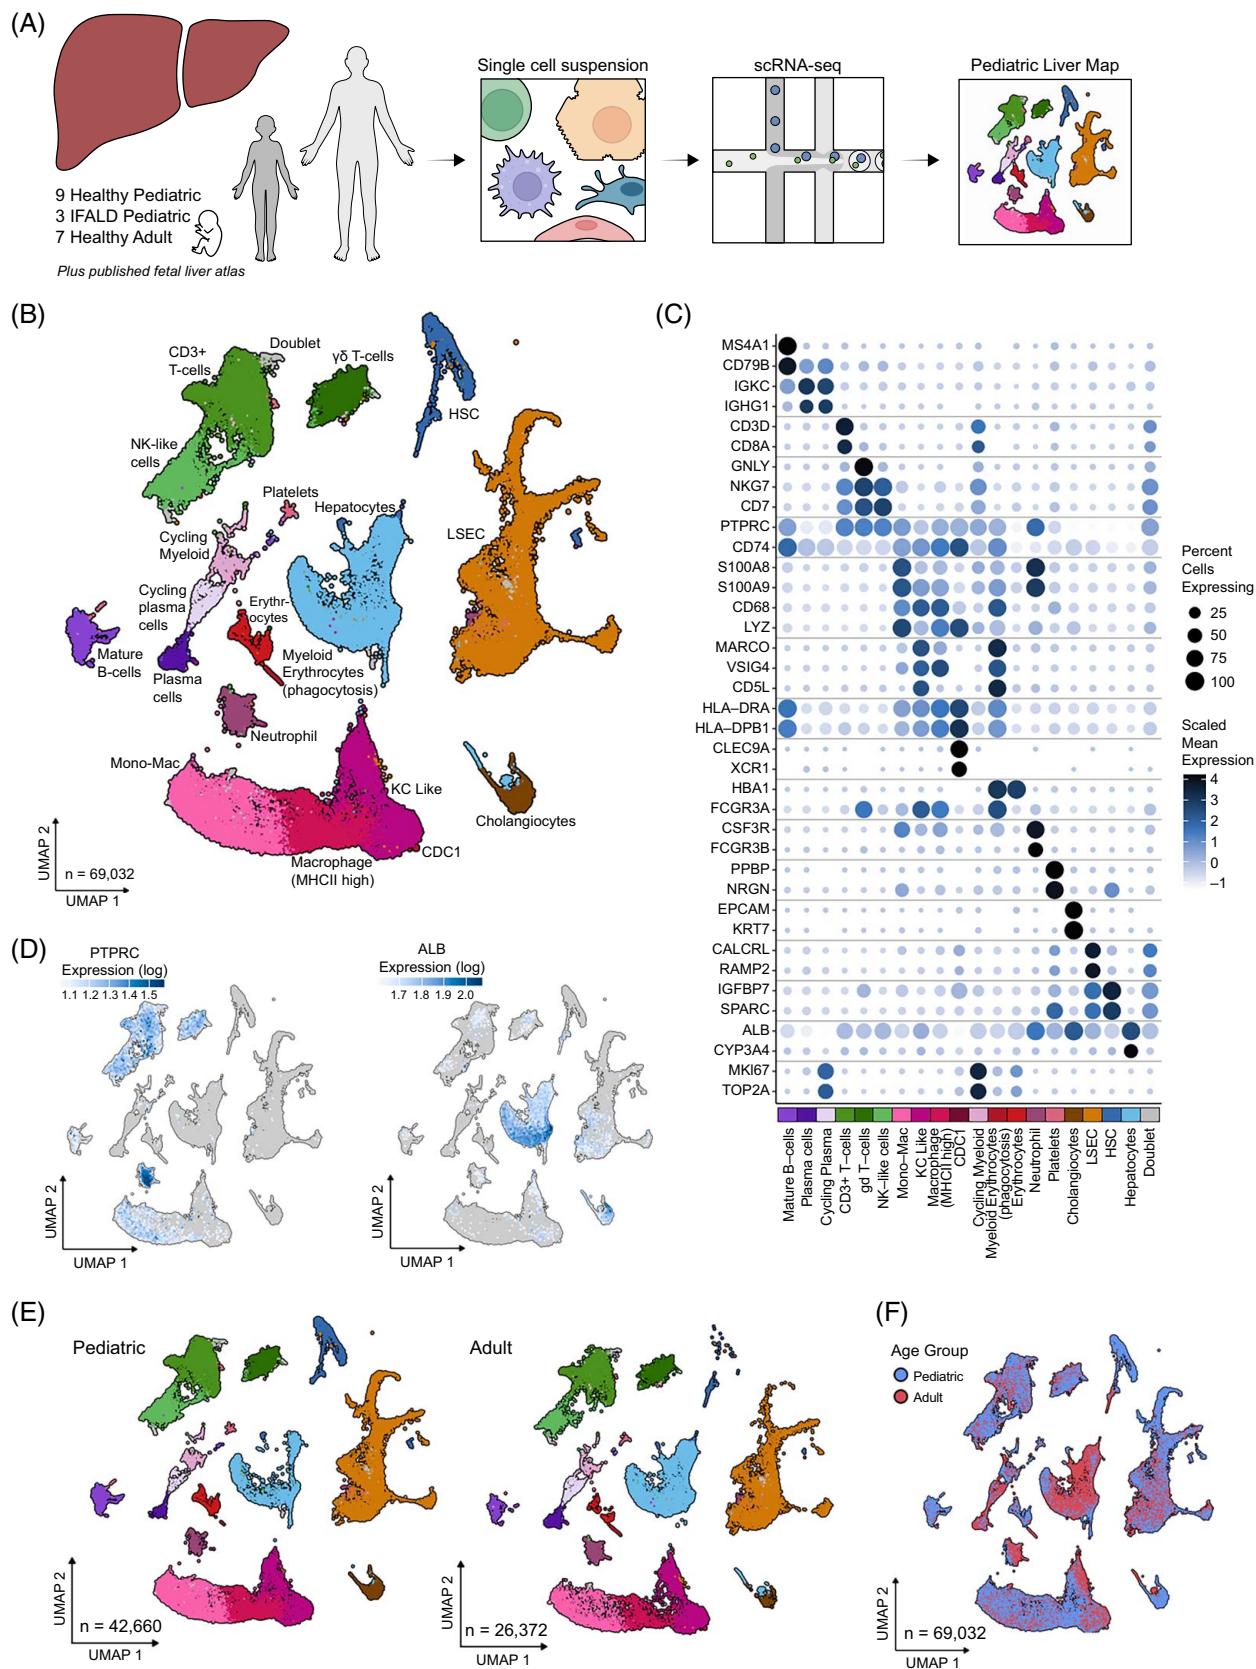 (A)
9 Healthy Pediatric
3 IFALD Pediatric
7 Healthy Adult
Plus published fetal liver atlas
Single cell suspension
scRNA-seq
Pediatric Liver Map
(B)
CD3+
T-cells
Doublet
γδ T-cells
HSC
NK-like
cells
Platelets
Hepatocytes
LSEC
Cycling
Myeloid
Cycling
plasma
cells
Erythr-
ocytes
Mature
B-cells
Plasma
cells
Myeloid
Erythrocytes
(phagocytosis)
Neutrophil
Mono-Mac
KC Like
Cholangiocytes
CDC1
Macrophage
(MHCII high)
UMAP 2
n = 69,032
UMAP 1
(C)
MS4A1
CD79B
IGKC
IGHG1
CD3D
CD8A
GNLY
NKG7
CD7
PTPRC
CD74
S100A8
S100A9
CD68
LYZ
MARCO
VSIG4
CD5L
HLA–DRA
HLA–DPB1
CLEC9A
XCR1
HBA1
FCGR3A
CSF3R
FCGR3B
PPBP
NRGN
EPCAM
KRT7
CALCRL
RAMP2
IGFBP7
SPARC
ALB
CYP3A4
MKI67
TOP2A
Mature B–cells
Plasma cells
Cycling Plasma
CD3+ T–cells
gd T–cells
NK–like cells
Mono–Mac
KC Like
Macrophage
(MHCII high)
CDC1
Cycling Myeloid
Myeloid Erythrocytes
(phagocytosis)
Erythrocytes
Neutrophil
Platelets
Cholangiocytes
LSEC
HSC
Hepatocytes
Doublet
Percent
Cells
Expressing
25
50
75
100
Scaled
Mean
Expression
4
3
2
1
0
–1
(D)
PTPRC
Expression (log)
1.1 1.2 1.3 1.4 1.5
UMAP 2
UMAP 1
ALB
Expression (log)
1.7 1.8 1.9 2.0
UMAP 2
UMAP 1
(E)
Pediatric
UMAP 2
n = 42,660
UMAP 1
Adult
UMAP 2
n = 26,372
UMAP 1
(F)
Age Group
Pediatric
Adult
UMAP 2
n = 69,032
UMAP 1